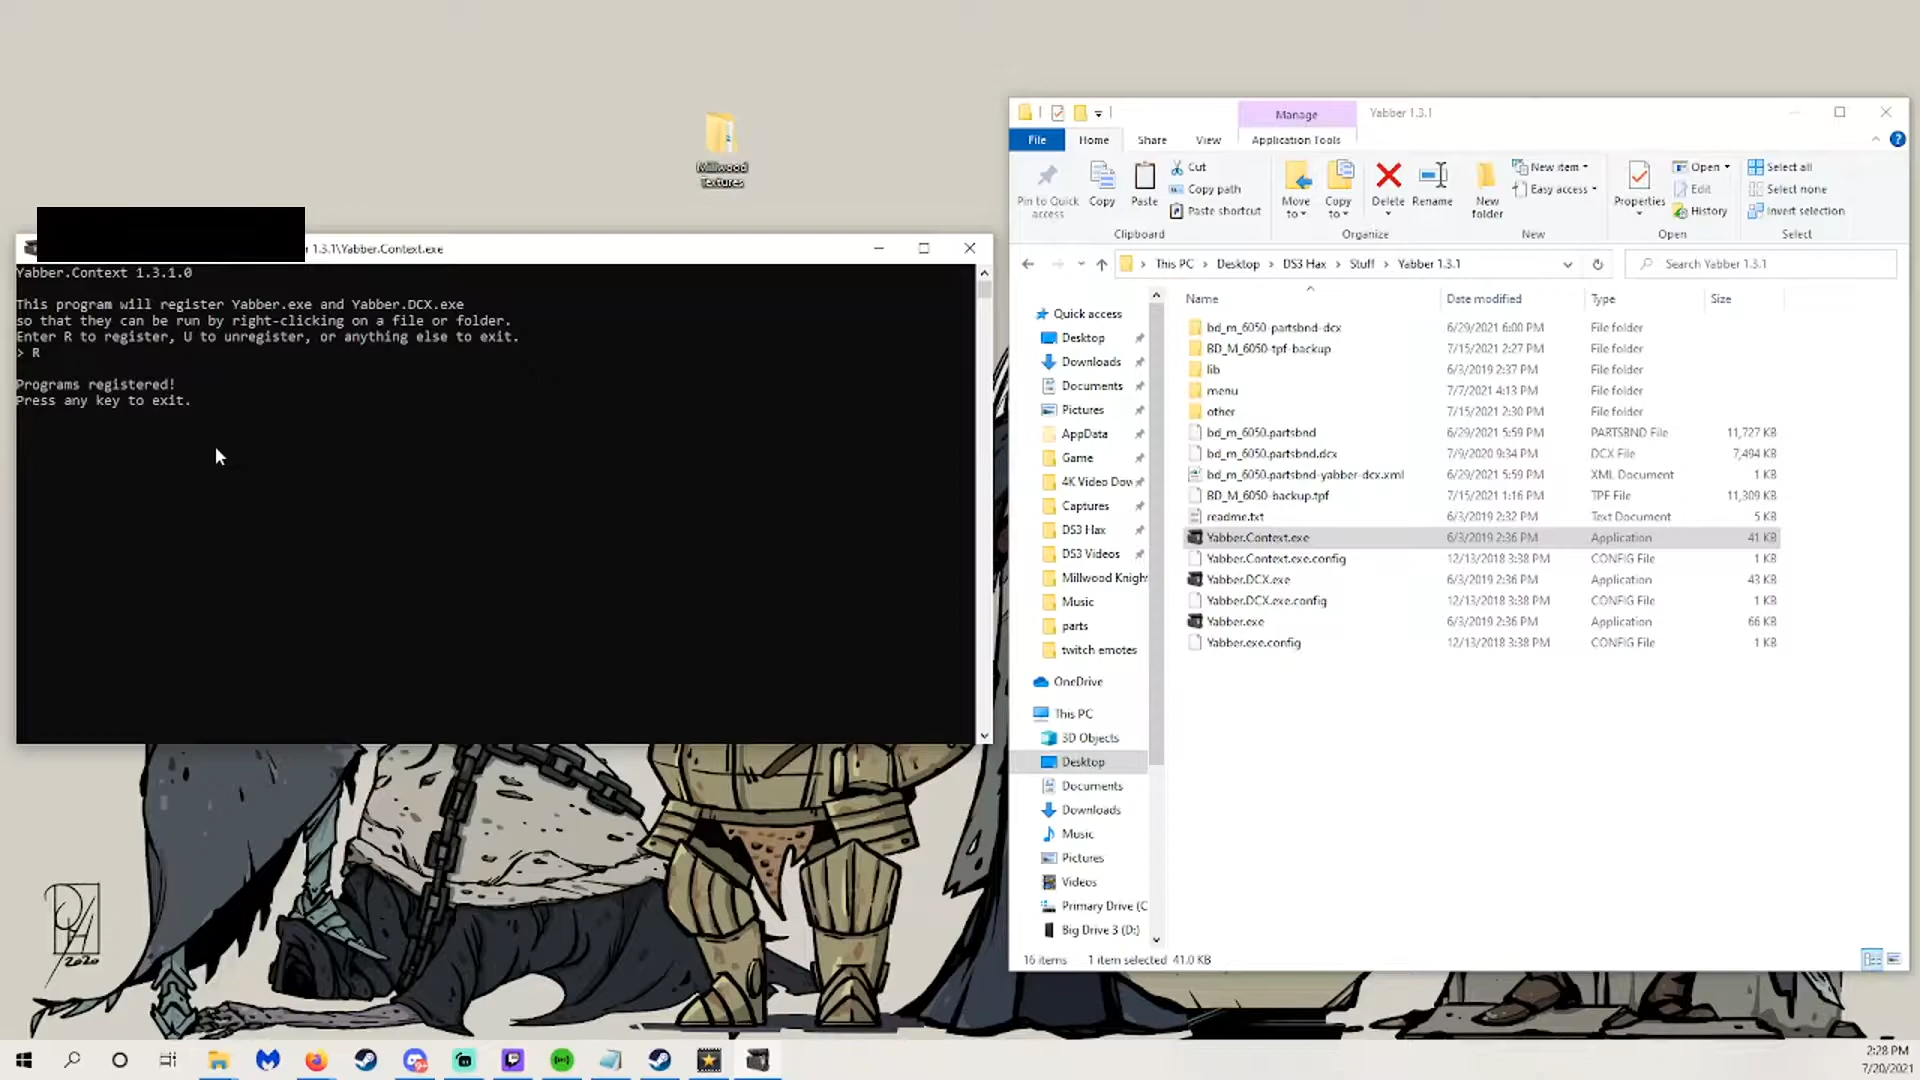 Millwood
Textures
r 1.3.1\Yabber.Context.exe
Yabber.Context 1.3.1.0
This program will register Yabber.exe and Yabber.DCX.exe
so that they can be run by right-clicking on a file or folder.
Enter R to register, U to unregister, or anything else to exit.
> R
Programs registered!
Press any key to exit.
Manage Yabber 1.3.1
File Home Share View Application Tools
Pin to Quick access
Copy
Paste
Cut
Copy path
Paste shortcut
Clipboard
Move to
Copy to
Delete
Rename
Organize
New folder
New item
Easy access
New
Properties
Open
Edit
History
Open
Select all
Select none
Invert selection
Select
This PC > Desktop > DS3 Hax > Stuff > Yabber 1.3.1
Search Yabber 1.3.1
Quick access
Desktop
Downloads
Documents
Pictures
AppData
Game
4K Video Dow
Captures
DS3 Hax
DS3 Videos
Millwood Knigh
Music
parts
twitch emotes
OneDrive
This PC
3D Objects
Desktop
Documents
Downloads
Music
Pictures
Videos
Primary Drive (C
Big Drive 3 (D:)
Name Date modified Type Size
bd_m_6050-partsbnd-dcx 6/29/2021 6:00 PM File folder
BD_M_6050-tpf-backup 7/15/2021 2:27 PM File folder
lib 6/3/2019 2:37 PM File folder
menu 7/7/2021 4:13 PM File folder
other 7/15/2021 2:30 PM File folder
bd_m_6050.partsbnd 6/29/2021 5:59 PM PARTSBND File 11,727 KB
bd_m_6050.partsbnd.dcx 7/9/2020 9:34 PM DCX File 7,494 KB
bd_m_6050.partsbnd-yabber-dcx.xml 6/29/2021 5:59 PM XML Document 1 KB
BD_M_6050-backup.tpf 7/15/2021 1:16 PM TPF File 11,309 KB
readme.txt 6/3/2019 2:32 PM Text Document 5 KB
Yabber.Context.exe 6/3/2019 2:36 PM Application 41 KB
Yabber.Context.exe.config 12/13/2018 3:38 PM CONFIG File 1 KB
Yabber.DCX.exe 6/3/2019 2:36 PM Application 43 KB
Yabber.DCX.exe.config 12/13/2018 3:38 PM CONFIG File 1 KB
Yabber.exe 6/3/2019 2:36 PM Application 66 KB
Yabber.exe.config 12/13/2018 3:38 PM CONFIG File 1 KB
16 items 1 item selected 41.0 KB
2020
2:28 PM
7/20/2021